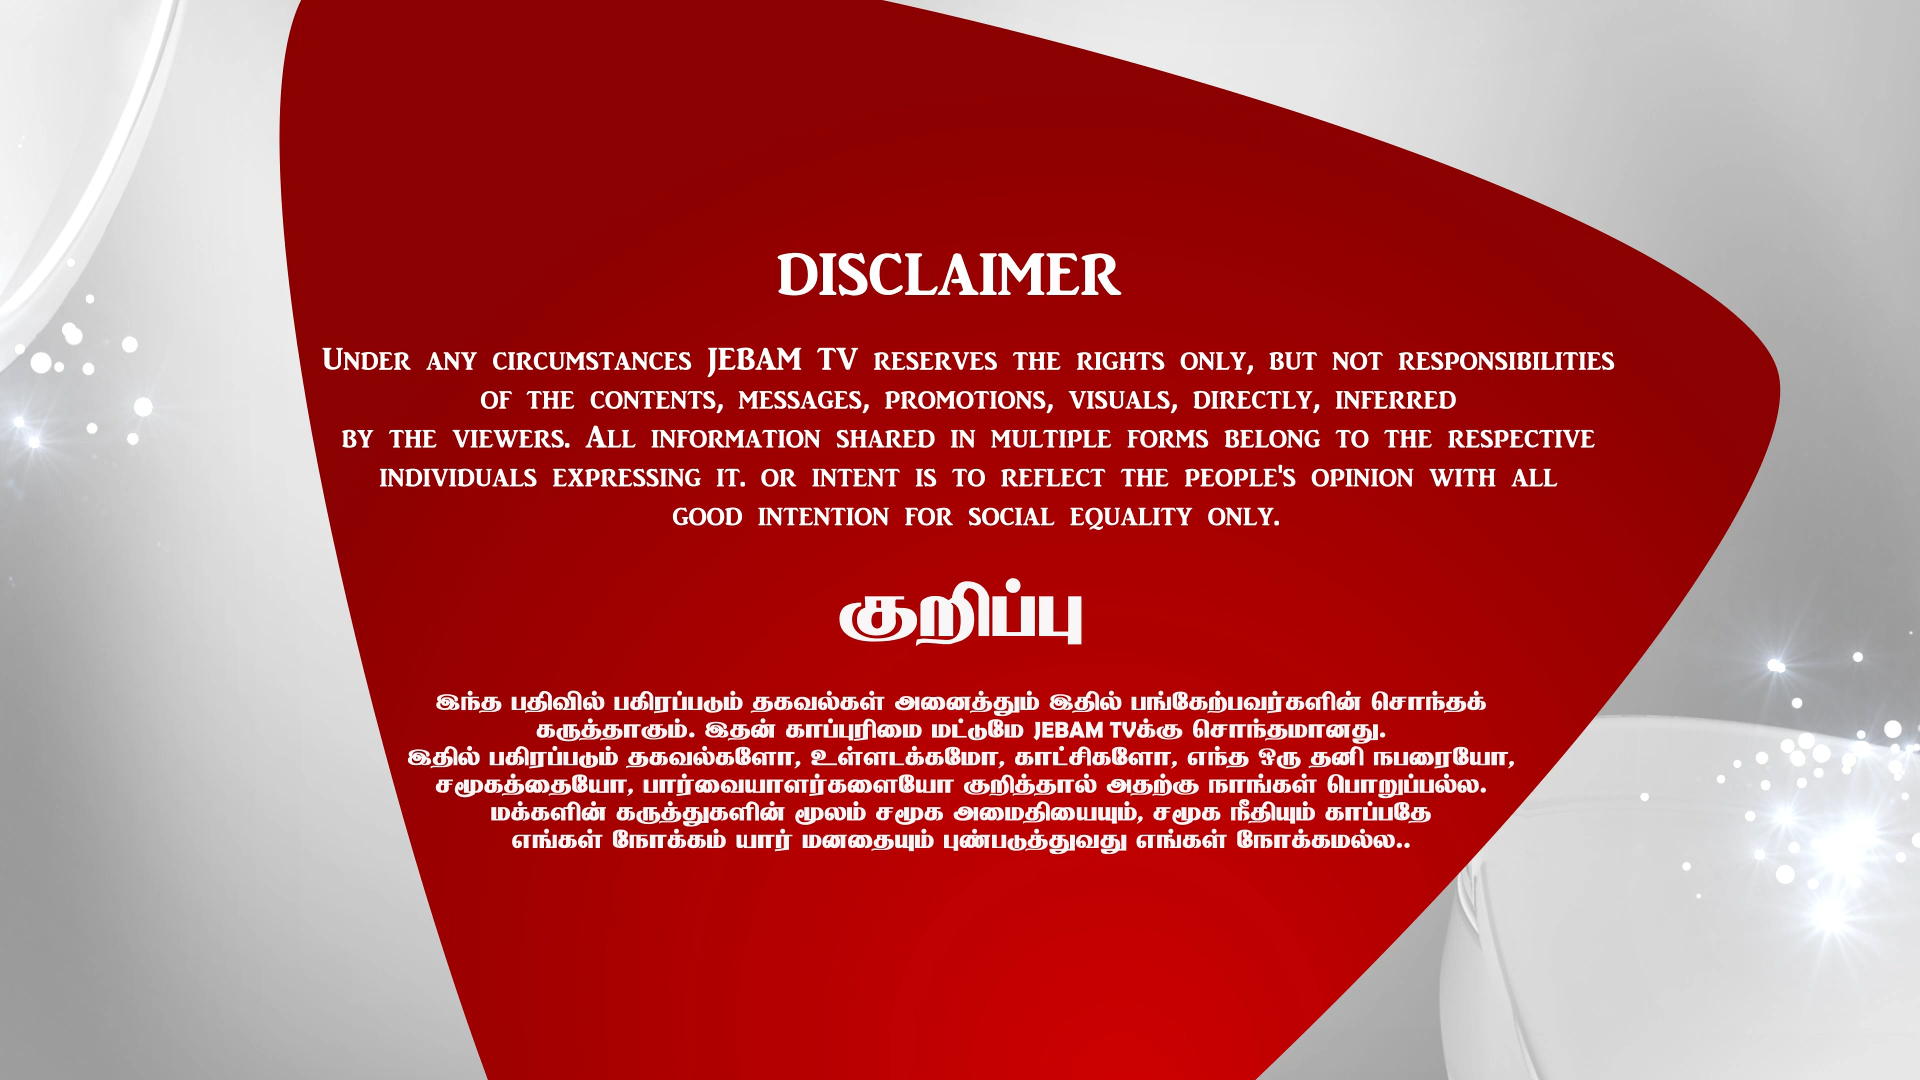 DISCLAIMER
Under any circumstances JEBAM TV reserves the rights only, but not responsibilities
of the contents, messages, promotions, visuals, directly, inferred
by the viewers. All information shared in multiple forms belong to the respective
individuals expressing it. or intent is to reflect the people's opinion with all
good intention for social equality only.
குறிப்பு
இந்த பதிவில் பகிரப்படும் தகவல்கள் அனைத்தும் இதில் பங்கேற்பவர்களின் சொந்தக்
கருத்தாகும். இதன் காப்புரிமை மட்டுமே JEBAM TVக்கு சொந்தமானது.
இதில் பகிரப்படும் தகவல்களோ, உள்ளடக்கமோ, காட்சிகளோ, எந்த ஒரு தனி நபரையோ,
சமூகத்தையோ, பார்வையாளர்களையோ குறித்தால் அதற்கு நாங்கள் பொறுப்பல்ல.
மக்களின் கருத்துகளின் மூலம் சமூக அமைதியையும், சமூக நீதியும் காப்பதே
எங்கள் நோக்கம் யார் மனதையும் புண்படுத்துவது எங்கள் நோக்கமல்ல..